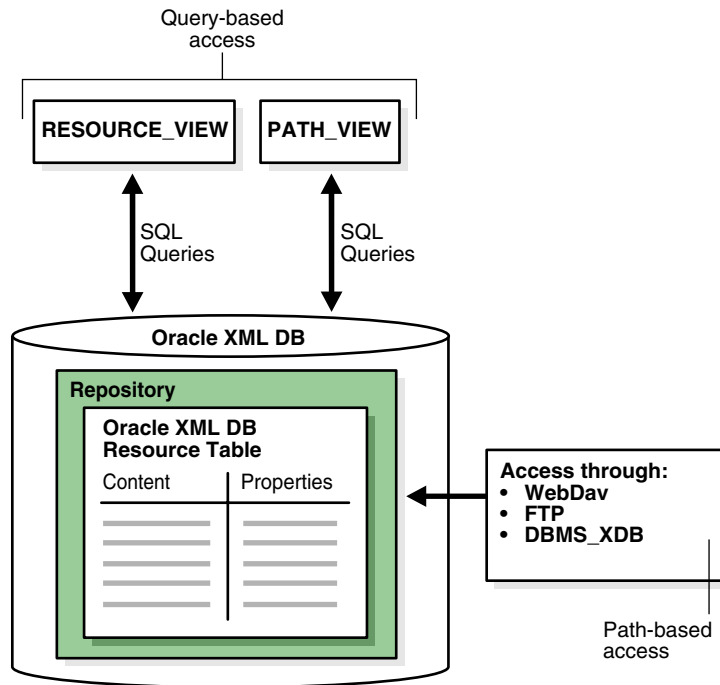 Query-based
access
RESOURCE_VIEW
PATH_VIEW
SQL
Queries
SQL
Queries
Oracle XML DB
Repository
Oracle XML DB
Resource Table
Content
Properties
Access through:
• WebDav
• FTP
• DBMS_XDB
Path-based
access